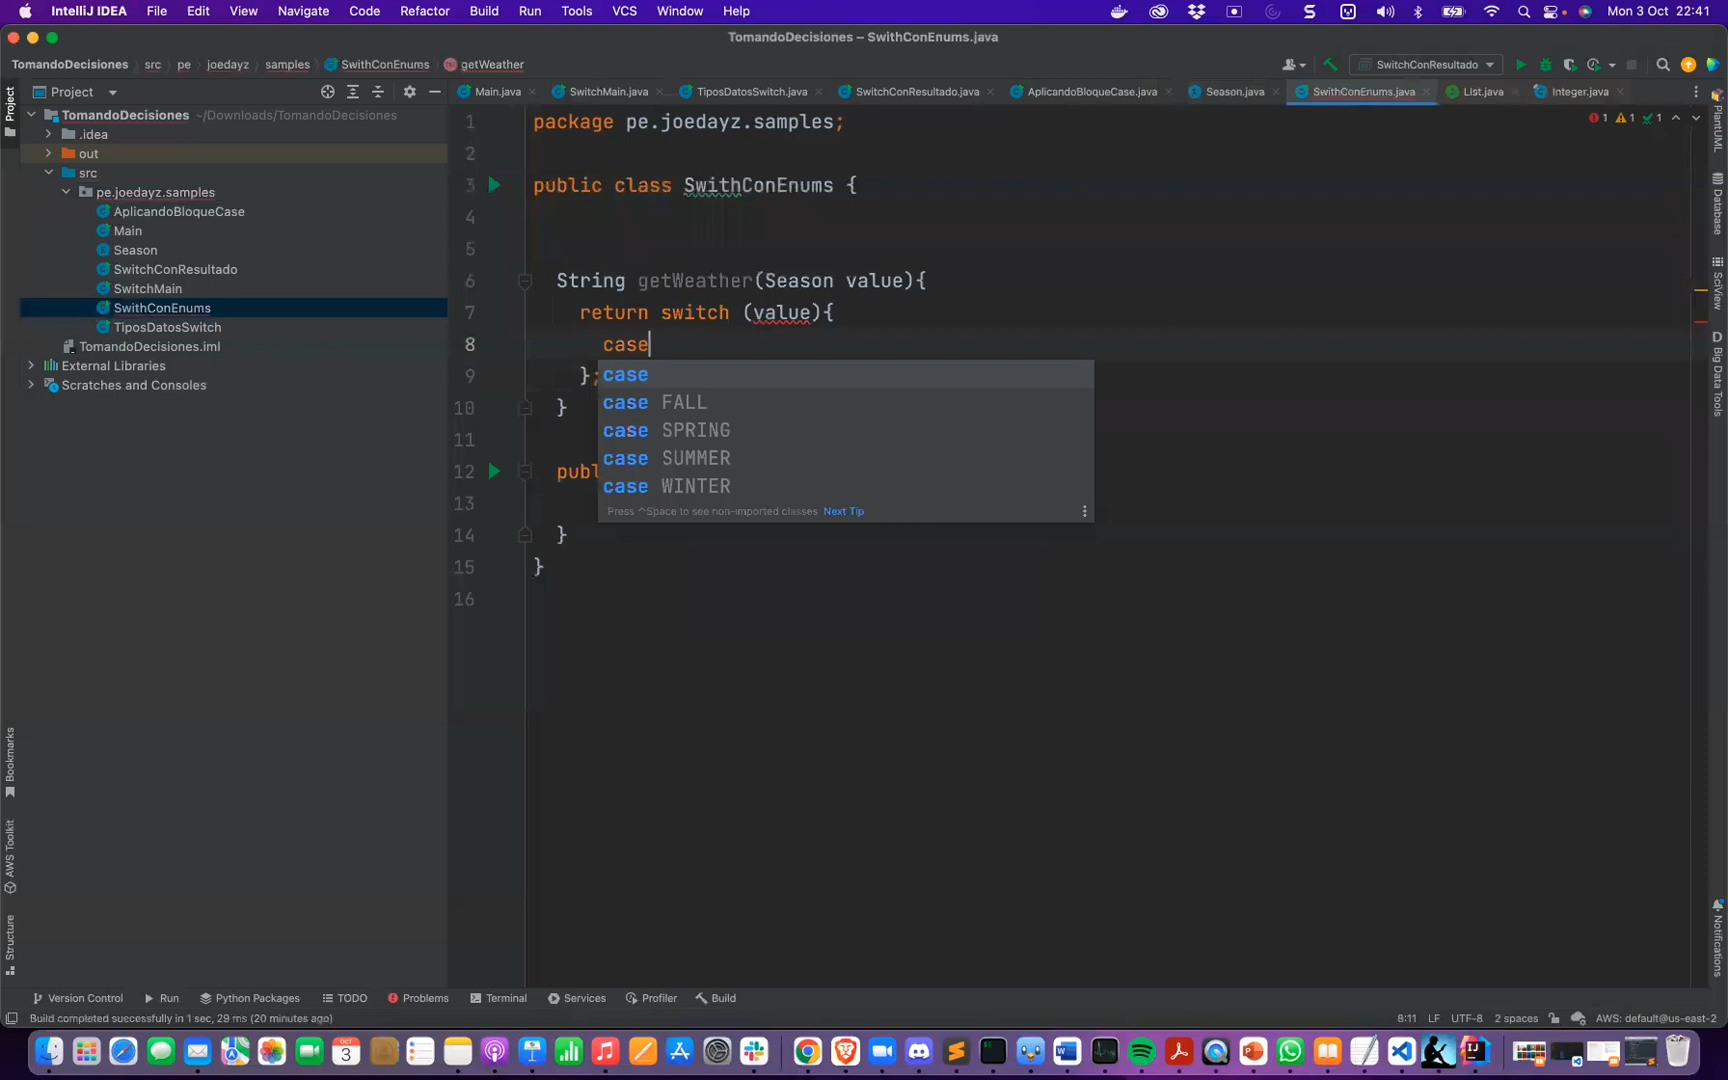 IntelliJ IDEA File Edit View Navigate Code Refactor Build Run Tools VCS Window Help Mon 3 Oct 22:41
TomandoDecisiones – SwithConEnums.java
TomandoDecisiones src pe joedayz samples SwithConEnums getWeather SwitchConResultado
Project Main.java SwitchMain.java TiposDatosSwitch.java SwitchConResultado.java AplicandoBloqueCase.java Season.java SwithConEnums.java List.java Integer.java
Project
TomandoDecisiones ~/Downloads/TomandoDecisiones
.idea
out
src
pe.joedayz.samples
AplicandoBloqueCase
Main
Season
SwitchConResultado
SwitchMain
SwithConEnums
TiposDatosSwitch
TomandoDecisiones.iml
External Libraries
Scratches and Consoles
1 package pe.joedayz.samples;
2
3 public class SwithConEnums {
4
5
6 String getWeather(Season value){
7 return switch (value){
8 case
9 };
10 }
11
12 publ
13
14 }
15 }
16
case
case FALL
case SPRING
case SUMMER
case WINTER
Press ^Space to see non-imported classes Next Tip
1 1 1
PlantUML
Database
SciView
Big Data Tools
Notifications
Bookmarks
AWS Toolkit
Structure
Version Control Run Python Packages TODO Problems Terminal Services Profiler Build
Build completed successfully in 1 sec, 29 ms (20 minutes ago) 8:11 LF UTF-8 2 spaces AWS: default@us-east-2
OCT
3